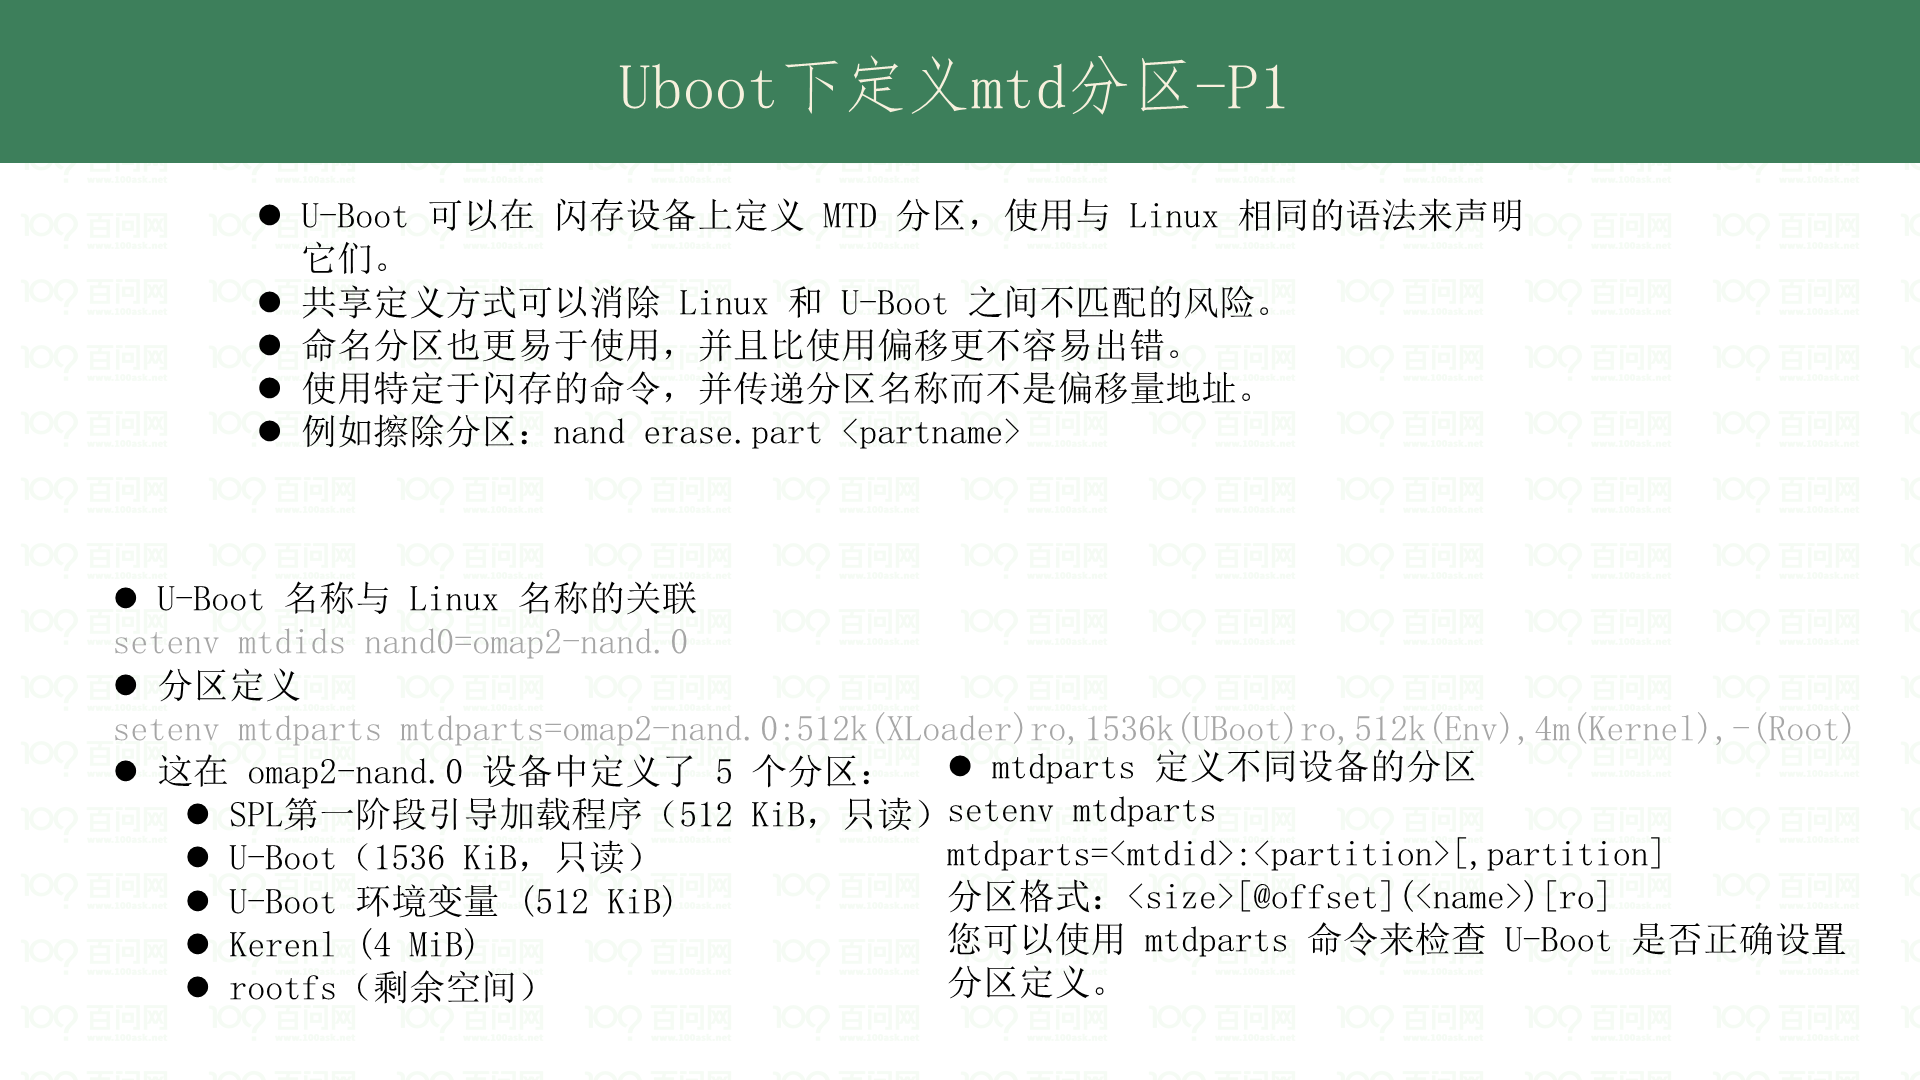 Uboot下定义mtd分区-P1
● U-Boot 可以在 闪存设备上定义 MTD 分区，使用与 Linux 相同的语法来声明
它们。
● 共享定义方式可以消除 Linux 和 U-Boot 之间不匹配的风险。
● 命名分区也更易于使用，并且比使用偏移更不容易出错。
● 使用特定于闪存的命令，并传递分区名称而不是偏移量地址。
● 例如擦除分区：nand erase.part <partname>
● U-Boot 名称与 Linux 名称的关联
setenv mtdids nand0=omap2-nand.0
● 分区定义
setenv mtdparts mtdparts=omap2-nand.0:512k(XLoader)ro,1536k(UBoot)ro,512k(Env),4m(Kernel),-(Root)
● 这在 omap2-nand.0 设备中定义了 5 个分区：
● SPL第一阶段引导加载程序（512 KiB，只读）
● U-Boot（1536 KiB，只读）
● U-Boot 环境变量 (512 KiB)
● Kerenl (4 MiB)
● rootfs（剩余空间）
● mtdparts 定义不同设备的分区
setenv mtdparts
mtdparts=<mtdid>:<partition>[,partition]
分区格式：<size>[@offset](<name>)[ro]
您可以使用 mtdparts 命令来检查 U-Boot 是否正确设置
分区定义。
百问网
www.100ask.net